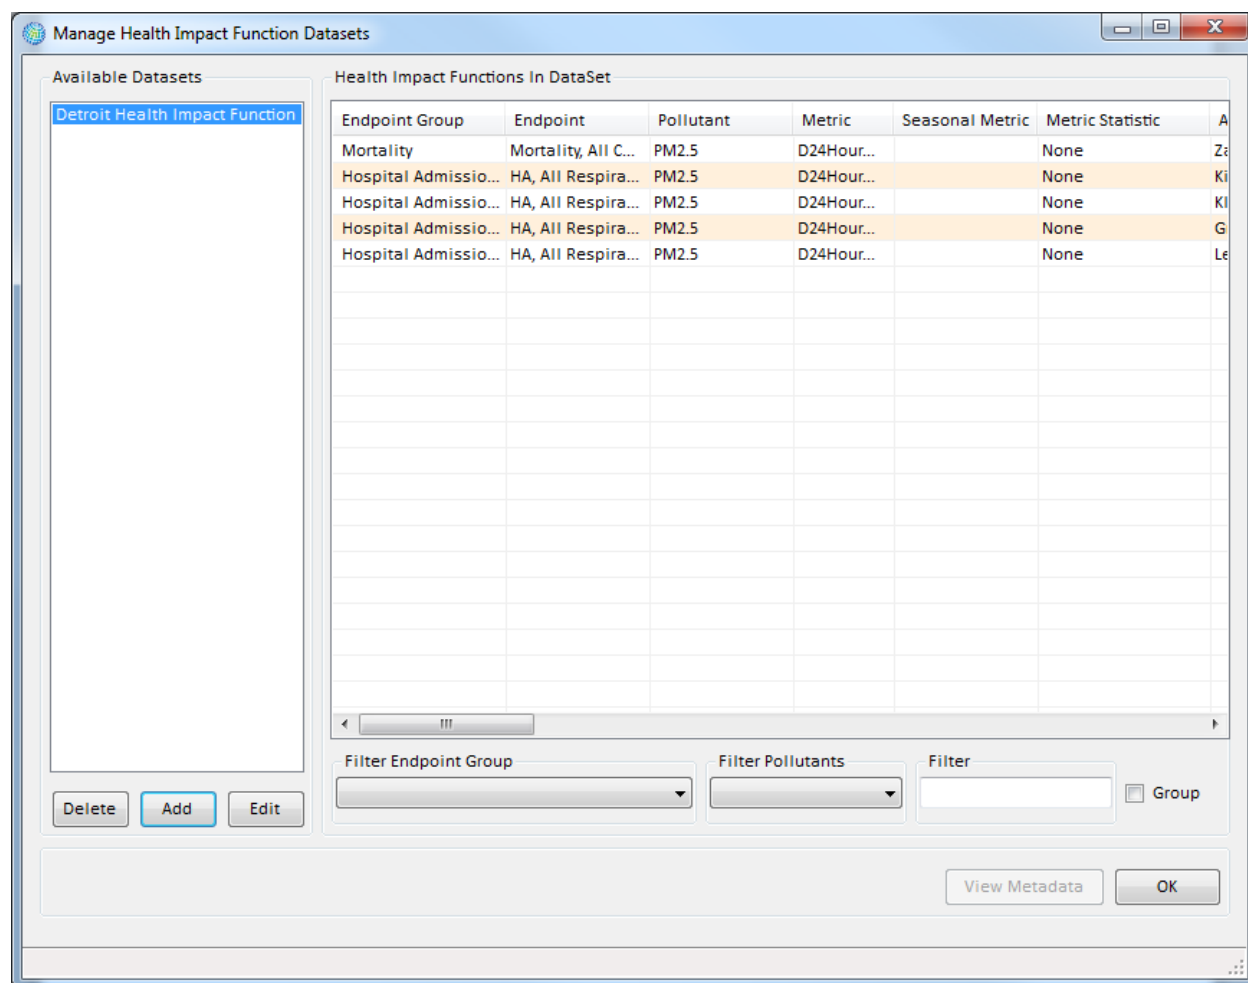 Manage Health Impact Function Datasets
Available Datasets
Detroit Health Impact Function
Delete Add Edit
Health Impact Functions In DataSet
Endpoint Group Endpoint Pollutant Metric Seasonal Metric Metric Statistic A
Mortality Mortality, All C... PM2.5 D24Hour... None Za
Hospital Admissio... HA, All Respira... PM2.5 D24Hour... None Ki
Hospital Admissio... HA, All Respira... PM2.5 D24Hour... None
Hospital Admissio... HA, All Respira... PM2.5 D24Hour... None
Hospital Admissio... HA, All Respira... PM2.5 D24Hour... None Le
Filter Endpoint Group Filter Pollutants Filter
Group
View Metadata OK